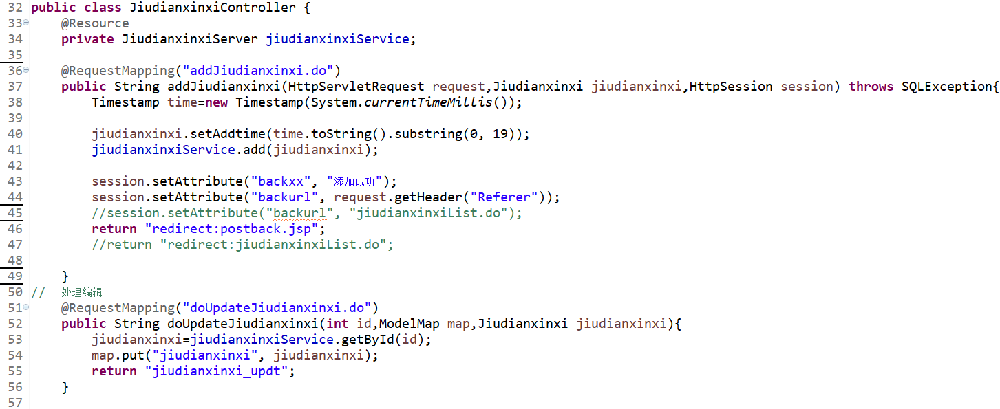 32 public class JiudianxinxiController {
33 @Resource
34 private JiudianxinxiServer jiudianxinxiService;
35
36 @RequestMapping("addJiudianxinxi.do")
37 public String addJiudianxinxi(HttpServletRequest request,Jiudianxinxi jiudianxinxi,HttpSession session) throws SQLException{
38 Timestamp time=new Timestamp(System.currentTimeMillis());
39
40 jiudianxinxi.setAddtime(time.toString().substring(0, 19));
41 jiudianxinxiService.add(jiudianxinxi);
42
43 session.setAttribute("backxx", "添加成功");
44 session.setAttribute("backurl", request.getHeader("Referer"));
45 //session.setAttribute("backurl", "jiudianxinxiList.do");
46 return "redirect:postback.jsp";
47 //return "redirect:jiudianxinxiList.do";
48
49 }
50 // 处理编辑
51 @RequestMapping("doUpdateJiudianxinxi.do")
52 public String doUpdateJiudianxinxi(int id,ModelMap map,Jiudianxinxi jiudianxinxi){
53 jiudianxinxi=jiudianxinxiService.getById(id);
54 map.put("jiudianxinxi", jiudianxinxi);
55 return "jiudianxinxi_updt";
56 }
57